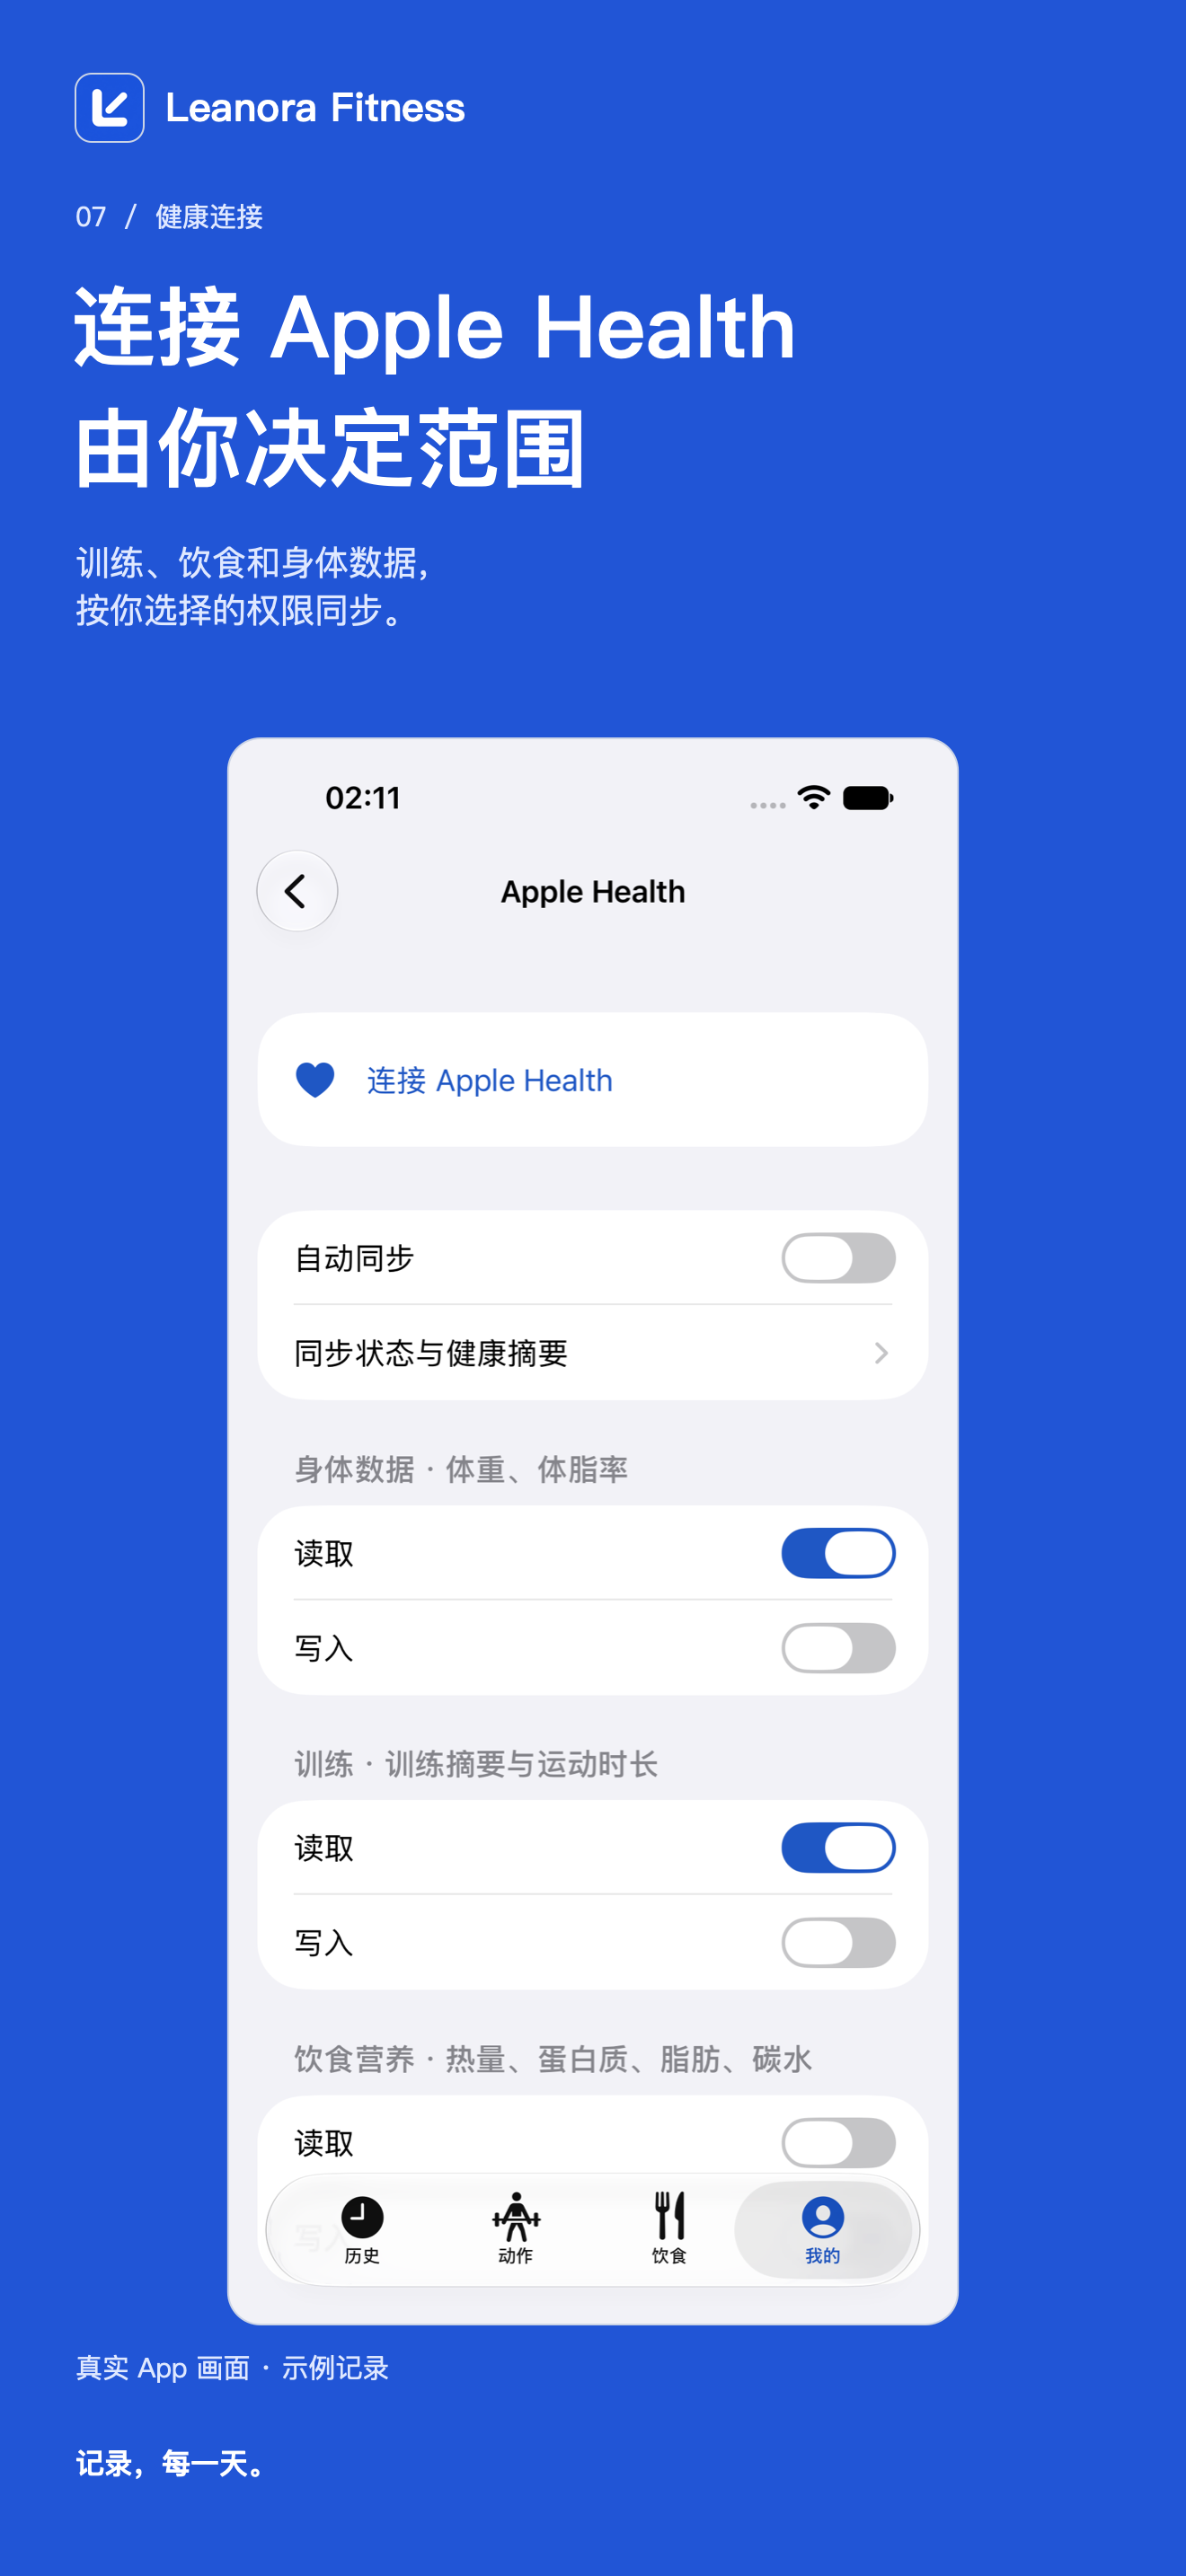 Leanora Fitness
07 / 健康连接
连接 Apple Health
由你决定范围
训练、饮食和身体数据，
按你选择的权限同步。
02:11
Apple Health
连接 Apple Health
自动同步
同步状态与健康摘要
身体数据 · 体重、体脂率
读取
写入
训练 · 训练摘要与运动时长
读取
写入
饮食营养 · 热量、蛋白质、脂肪、碳水
读取
写入
历史
动作
饮食
我的
真实 App 画面 · 示例记录
记录，每一天。